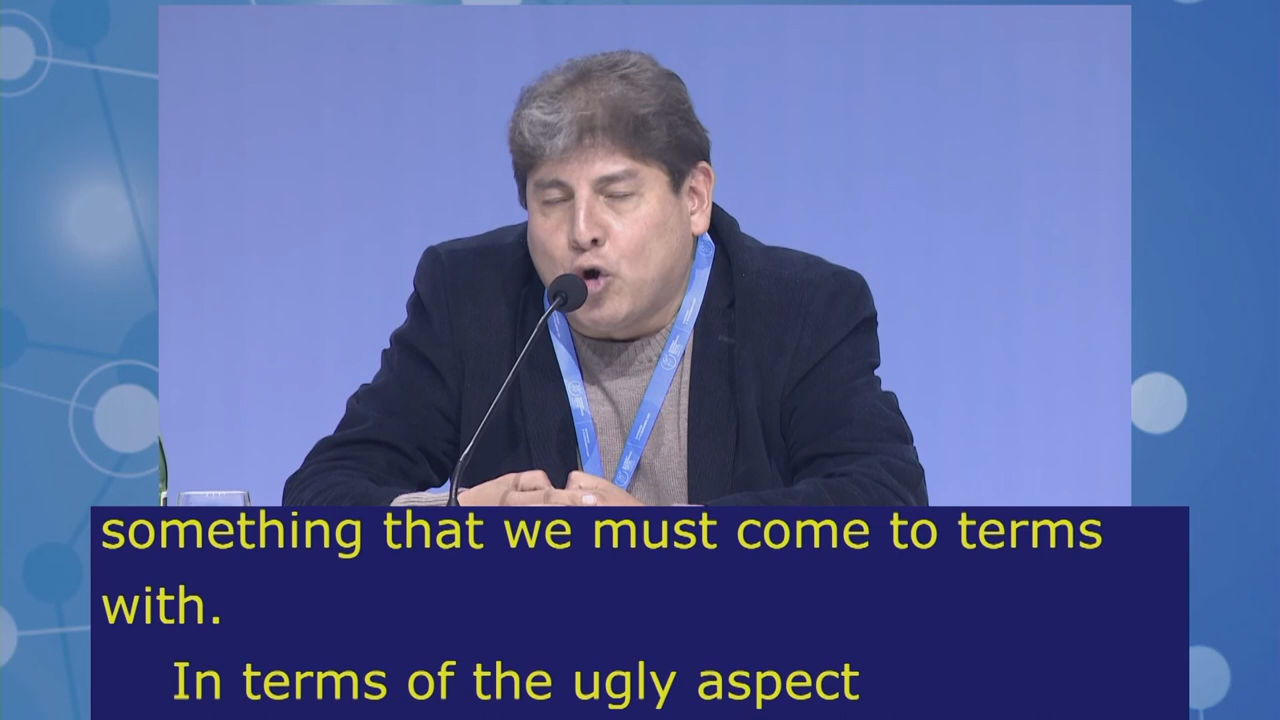 something that we must come to terms
with.
In terms of the ugly aspect